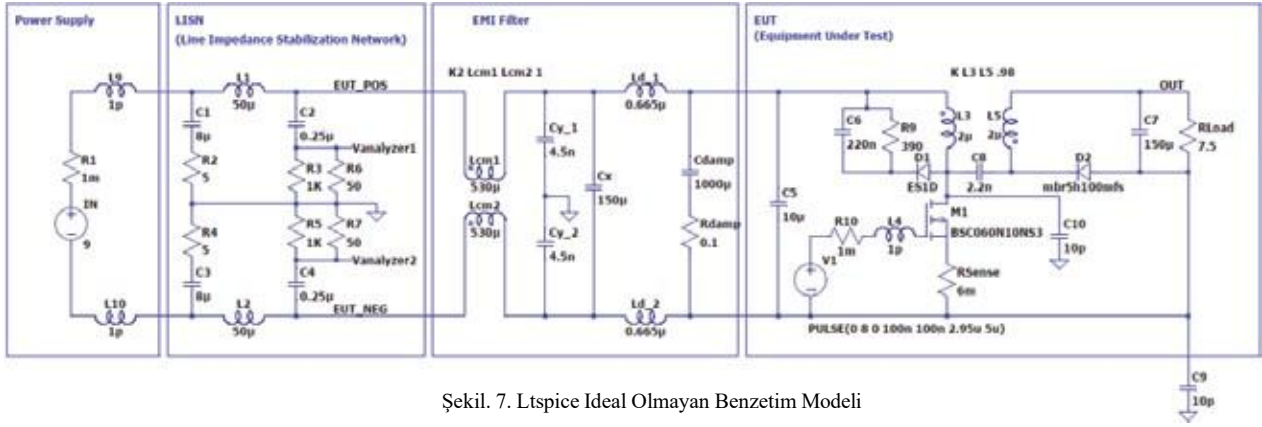 Power Supply
LISN
(Line Impedance Stabilization Network)
EMI Filter
EUT
(Equipment Under Test)
L9
1p
R1
1m
IN
9
L10
1p
L1
50µ
C1
8µ
R2
5
R4
5
C3
8µ
L2
50µ
EUT_POS
C2
0.25µ
Vanalyzer1
R3
1K
R6
50
R5
1K
R7
50
Vanalyzer2
C4
0.25µ
EUT_NEG
K2 Lcm1 Lcm2 1
Lcm1
530µ
Lcm2
530µ
Cy_1
4.5n
Cy_2
4.5n
Cx
150µ
Ld_1
0.665µ
Cdamp
1000µ
Rdamp
0.1
Ld_2
0.665µ
C5
10µ
K L3 L5 .98
C6
220n
R9
390
D1
ES1D
L3
2µ
L5
2µ
C8
2.2n
D2
mbr5h100mfs
OUT
C7
150µ
RLoad
7.5
R10
1m
L4
1p
M1
BSC060N10NS3
C10
10p
V1
RSense
6m
PULSE(0 8 0 100n 100n 2.95u 5u)
C9
10p
Şekil. 7. Ltspice Ideal Olmayan Benzetim Modeli